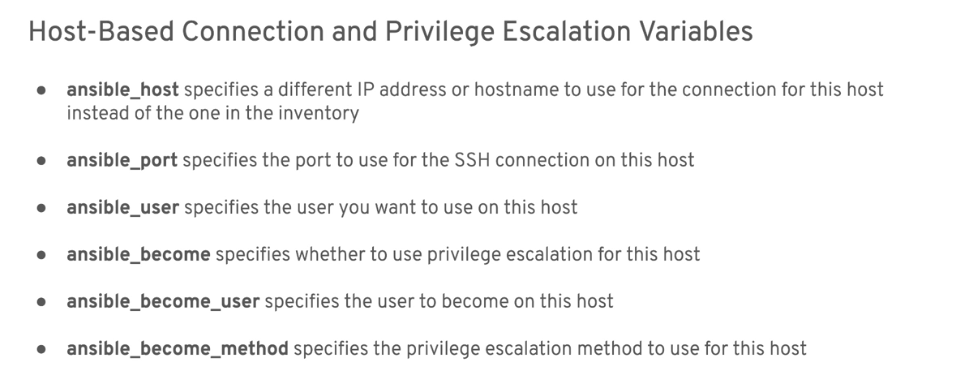 Host-Based Connection and Privilege Escalation Variables
● ansible_host specifies a different IP address or hostname to use for the connection for this host
instead of the one in the inventory
● ansible_port specifies the port to use for the SSH connection on this host
● ansible_user specifies the user you want to use on this host
● ansible_become specifies whether to use privilege escalation for this host
● ansible_become_user specifies the user to become on this host
● ansible_become_method specifies the privilege escalation method to use for this host